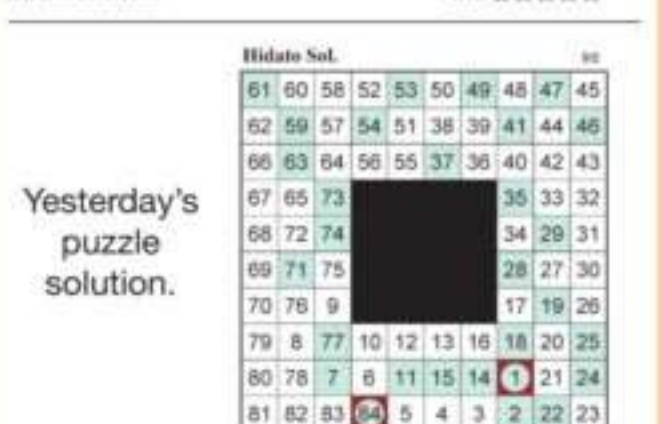 Hidato Sol.
61 60 58 52 53 50 49 48 47 45
62 59 57 54 51 38 39 41 44 46
66 63 64 56 55 37 36 40 42 43
67 65 73 35 33 32
Yesterday's
puzzle
solution.
68 72 74 34 29 31
69 71 75 28 27 30
70 76 9 17 19 26
79 8 77 10 12 13 16 18 20 25
80 78 7 6 11 15 14 1 21 24
81 82 83 84 5 4 3 2 22 23